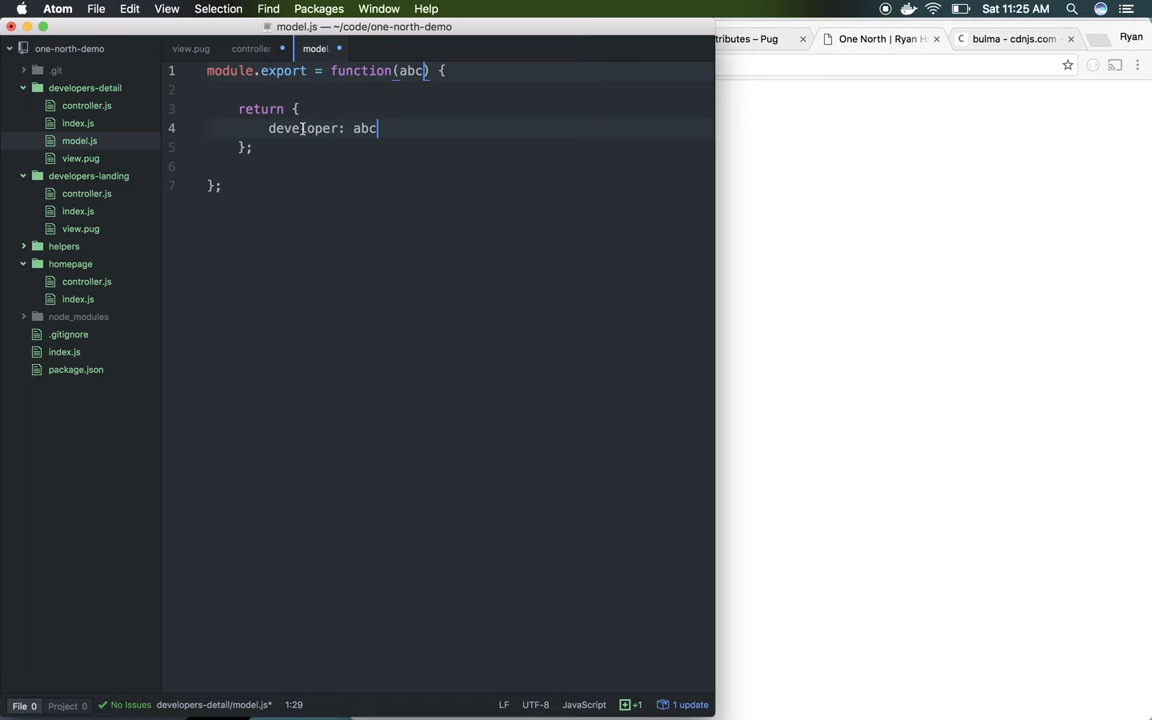 Atom File Edit View Selection Find Packages Window Help Sat 11:25 AM
model.js — ~/code/one-north-demo
one-north-demo
view.pug controller model.
tributes – Pug One North | Ryan H bulma - cdnjs.com - Ryan
.git
developers-detail
controller.js
index.js
model.js
view.pug
developers-landing
controller.js
index.js
view.pug
helpers
homepage
controller.js
index.js
node_modules
.gitignore
index.js
package.json
1 module.export = function(abc) {
2
3 return {
4 developer: abc
5 };
6
7 };
File 0 Project 0 No Issues developers-detail/model.js* 1:29 LF UTF-8 JavaScript +1 1 update